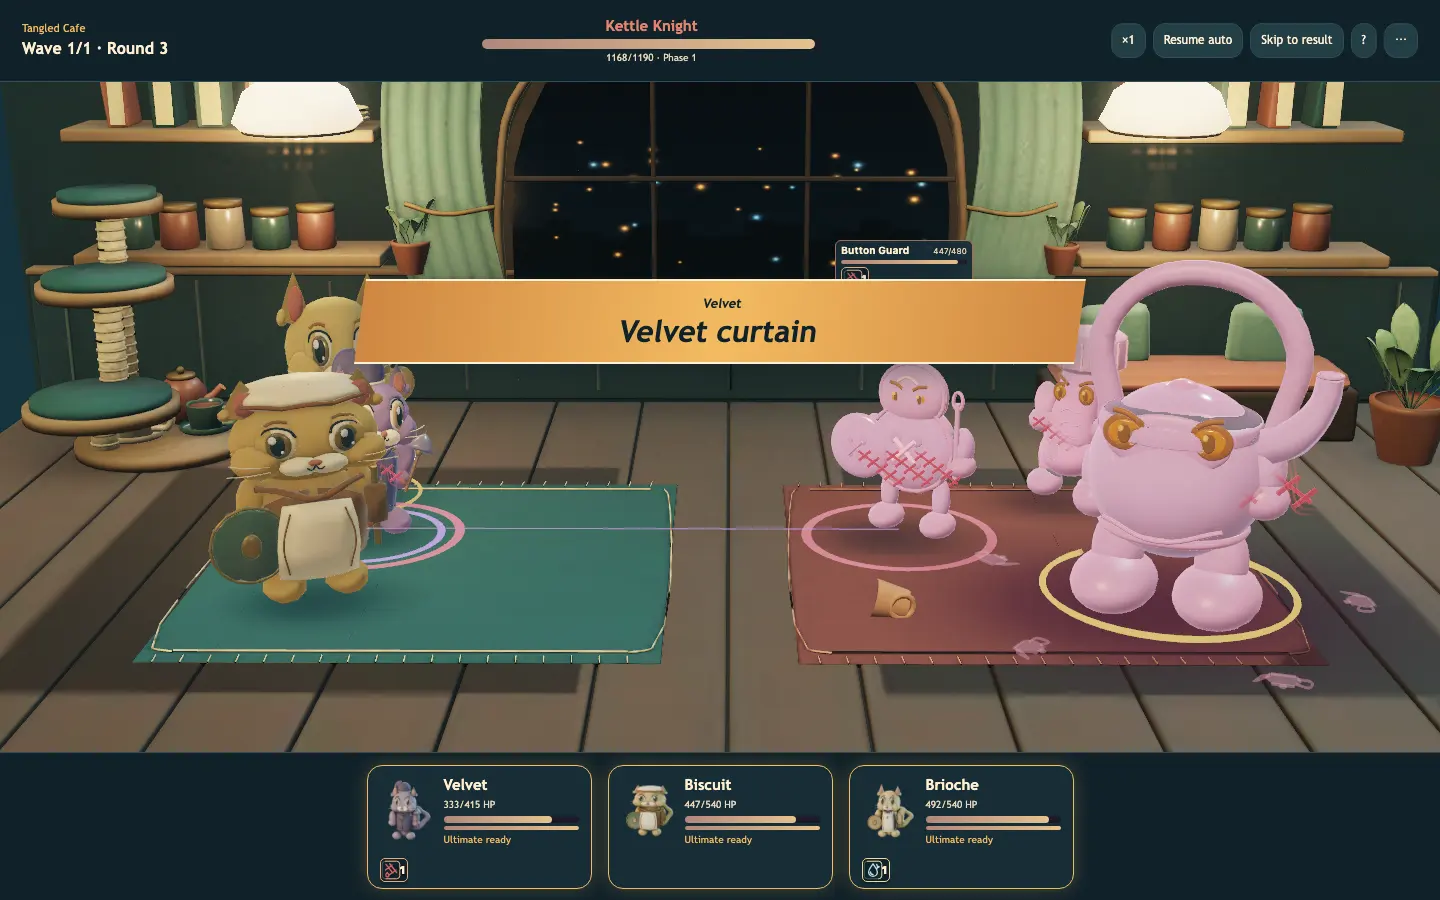 Tangled Cafe
Wave 1/1 · Round 3
Kettle Knight
1168/1190 · Phase 1
×1
Resume auto
Skip to result
?
···
Button Guard 447/480
Velvet
Velvet curtain
Velvet
333/415 HP
Ultimate ready
1
Biscuit
447/540 HP
Ultimate ready
Brioche
492/540 HP
Ultimate ready
1